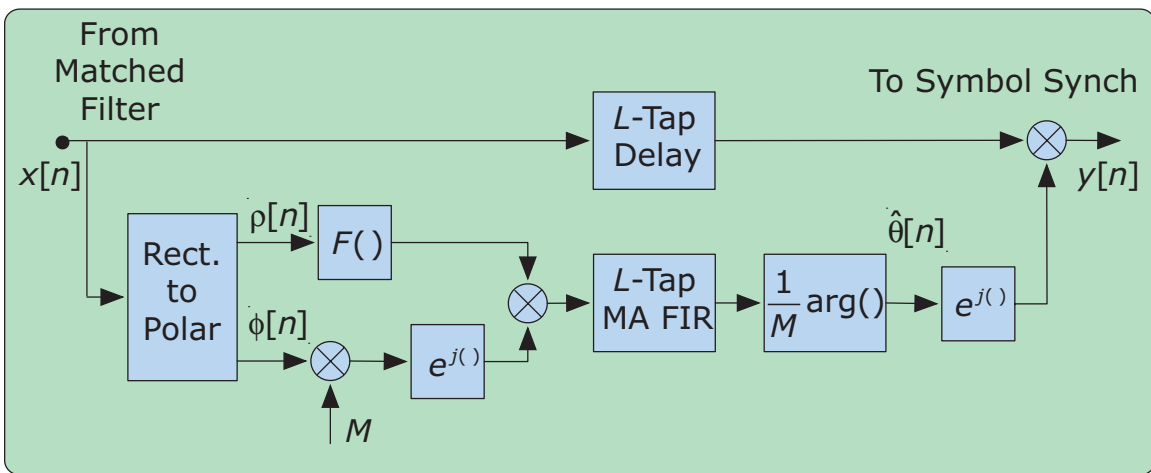 From
Matched
Filter
To Symbol Synch
L-Tap
Delay
x[n]
y[n]
ρ[n]
F()
θ̂[n]
Rect.
to
Polar
L-Tap
MA FIR
1/M arg()
e^{j()}
ϕ[n]
e^{j()}
M